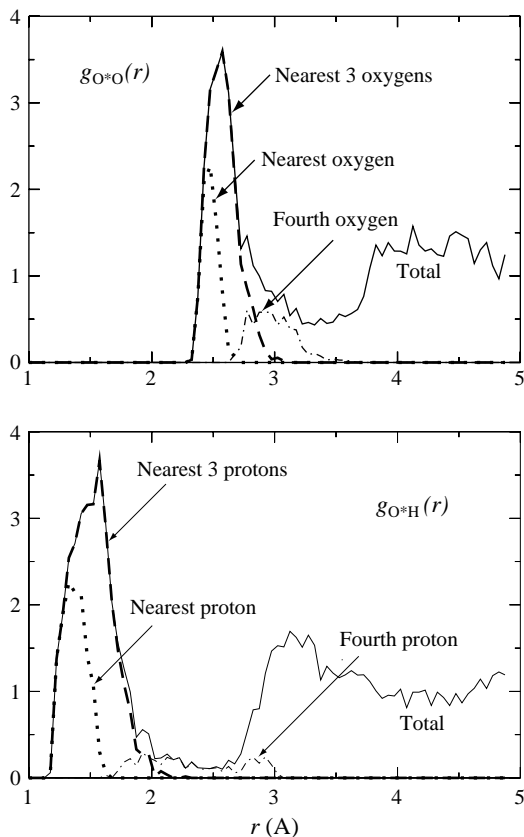 4
g_{O*O}(r)
Nearest 3 oxygens
3
Nearest oxygen
2
Fourth oxygen
1
Total
0
1 2 3 4 5
4
Nearest 3 protons
g_{O*H}(r)
3
Nearest proton
2
Fourth proton
1
Total
0
1 2 3 4 5
r (A)